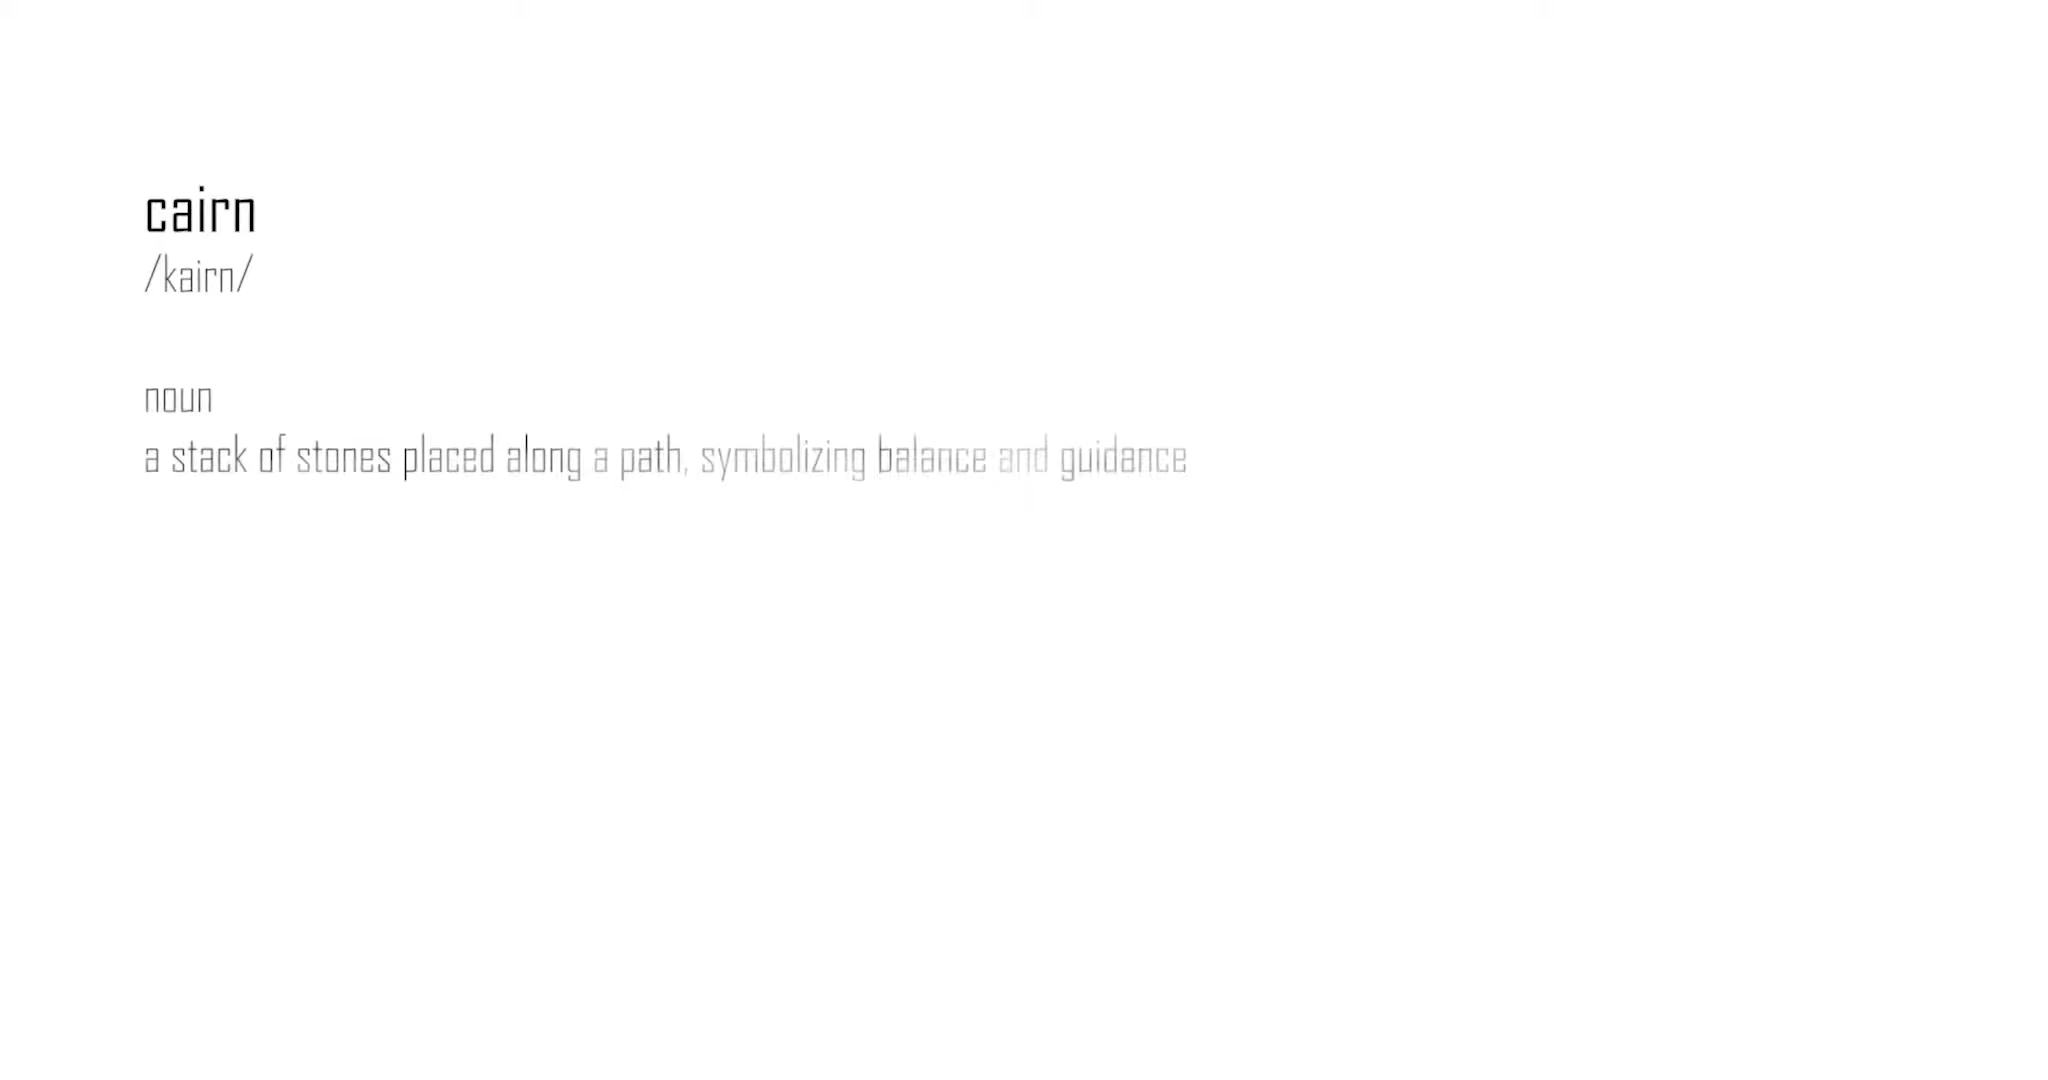 cairn
/kairn/
noun
a stack of stones placed along a path, symbolizing balance and guidance